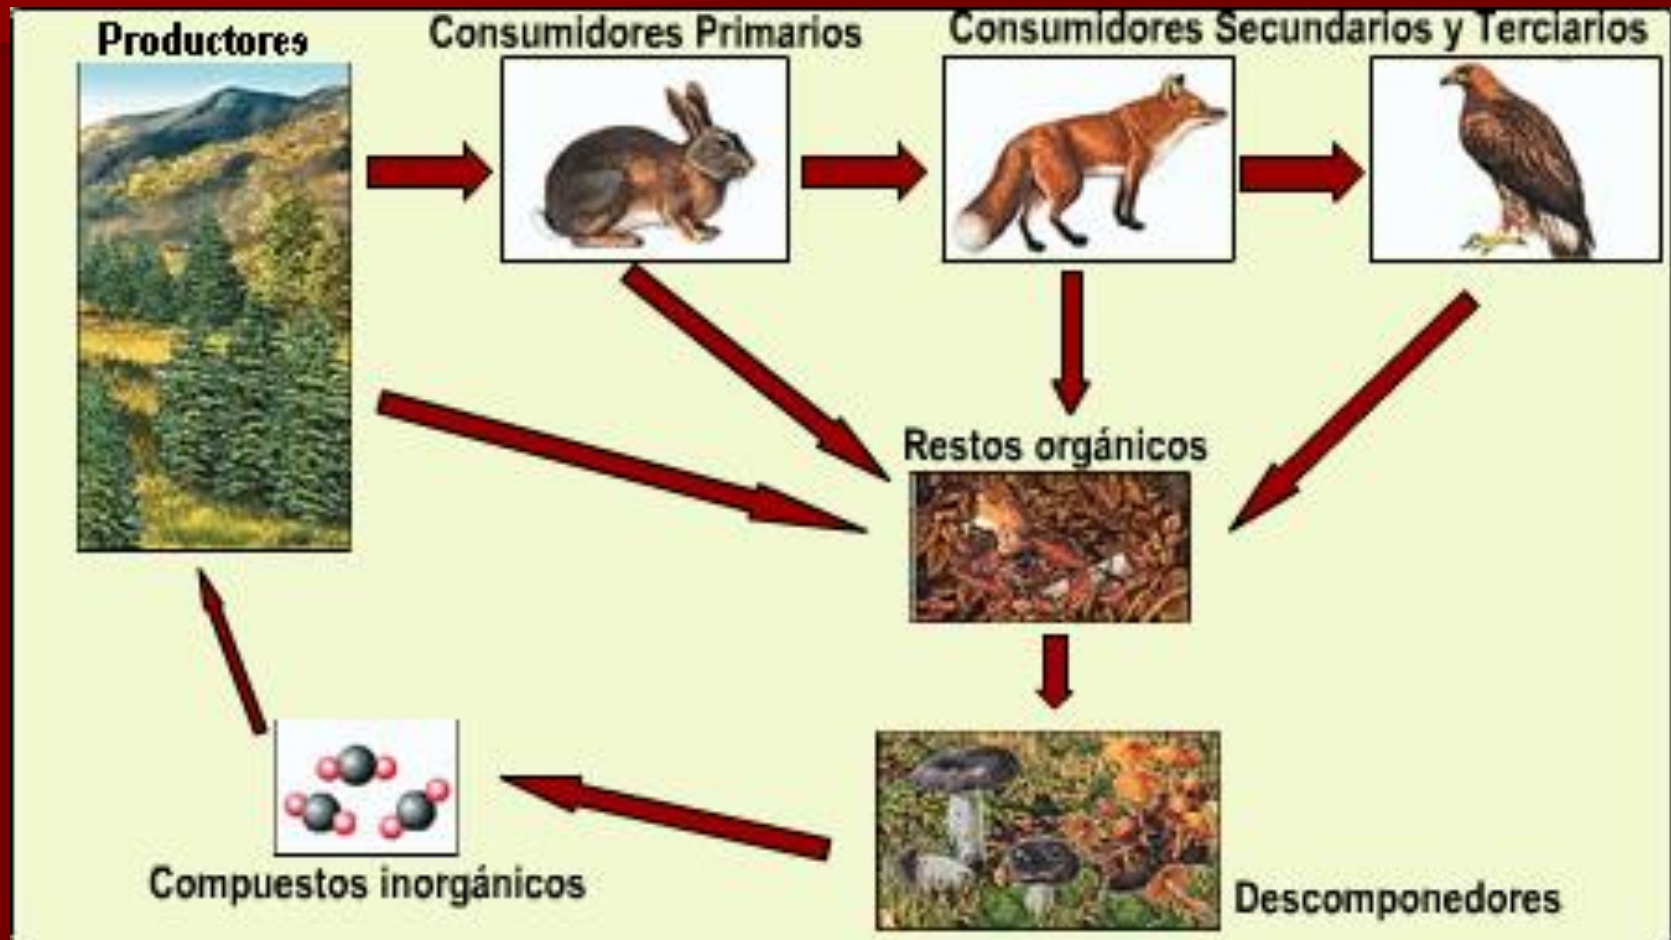 Productores
Consumidores Primarios
Consumidores Secundarios y Terciarios
Restos orgánicos
Compuestos inorgánicos
Descomponedores